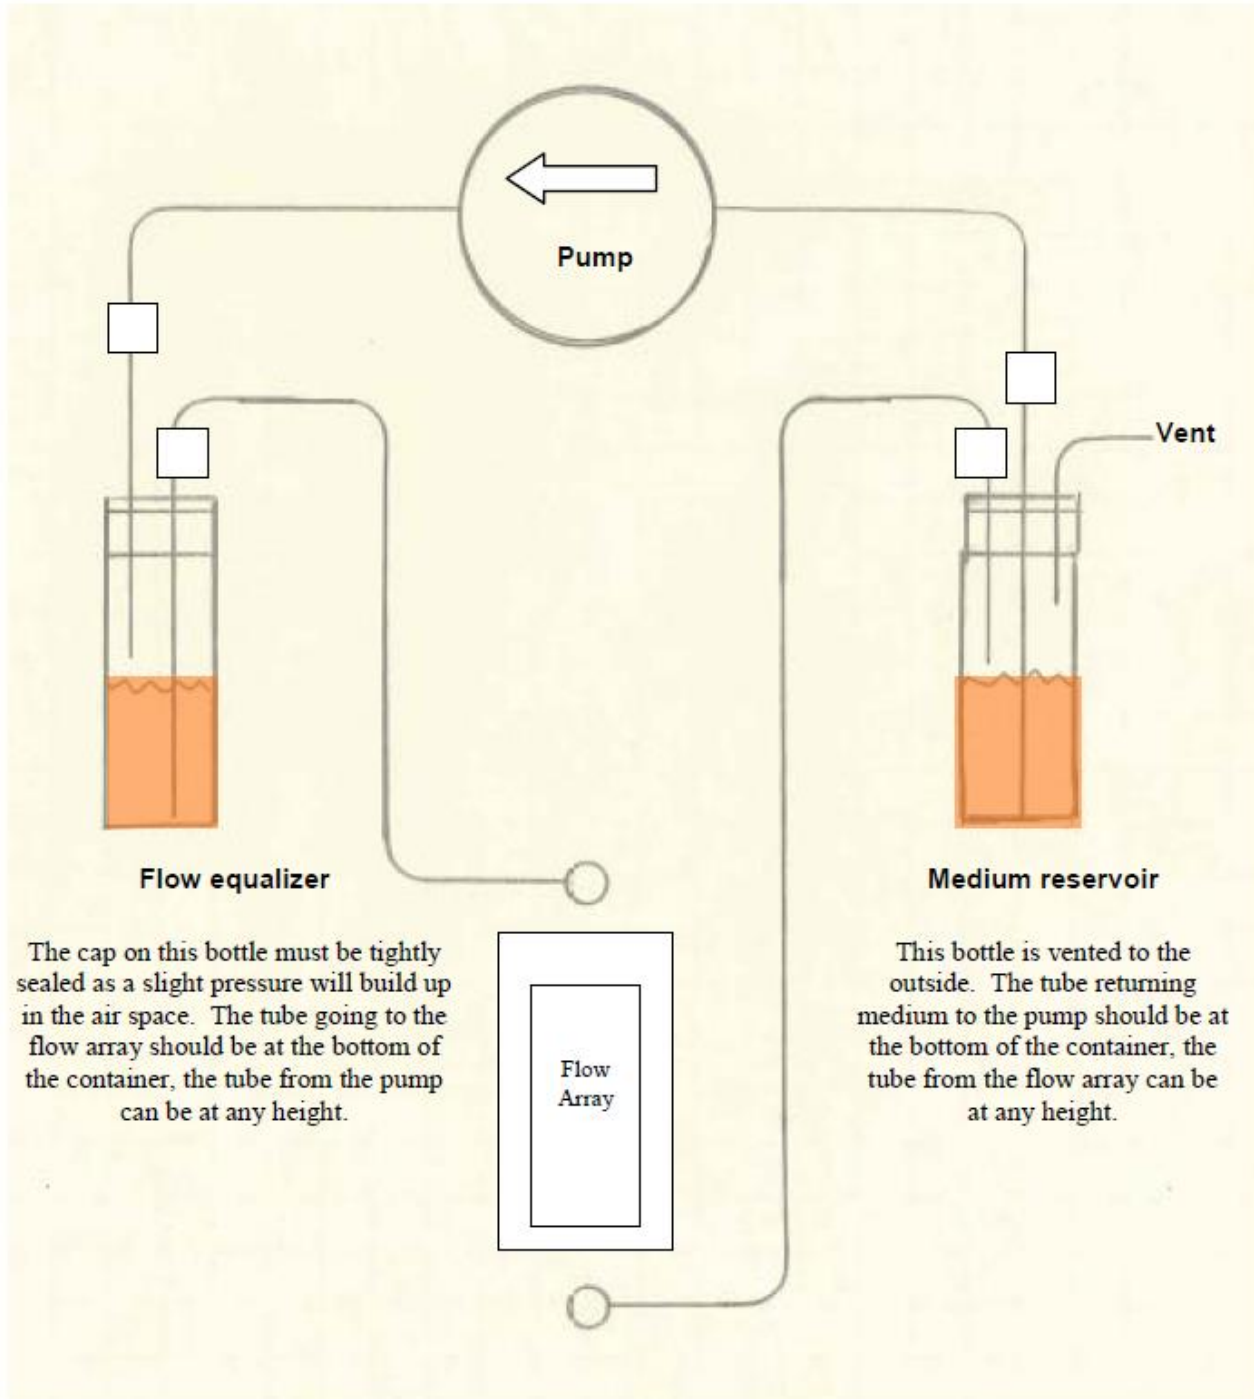 Pump
Vent
Flow equalizer
The cap on this bottle must be tightly
sealed as a slight pressure will build up
in the air space.  The tube going to the
flow array should be at the bottom of
the container, the tube from the pump
can be at any height.
Flow
Array
Medium reservoir
This bottle is vented to the
outside.  The tube returning
medium to the pump should be at
the bottom of the container, the
tube from the flow array can be
at any height.